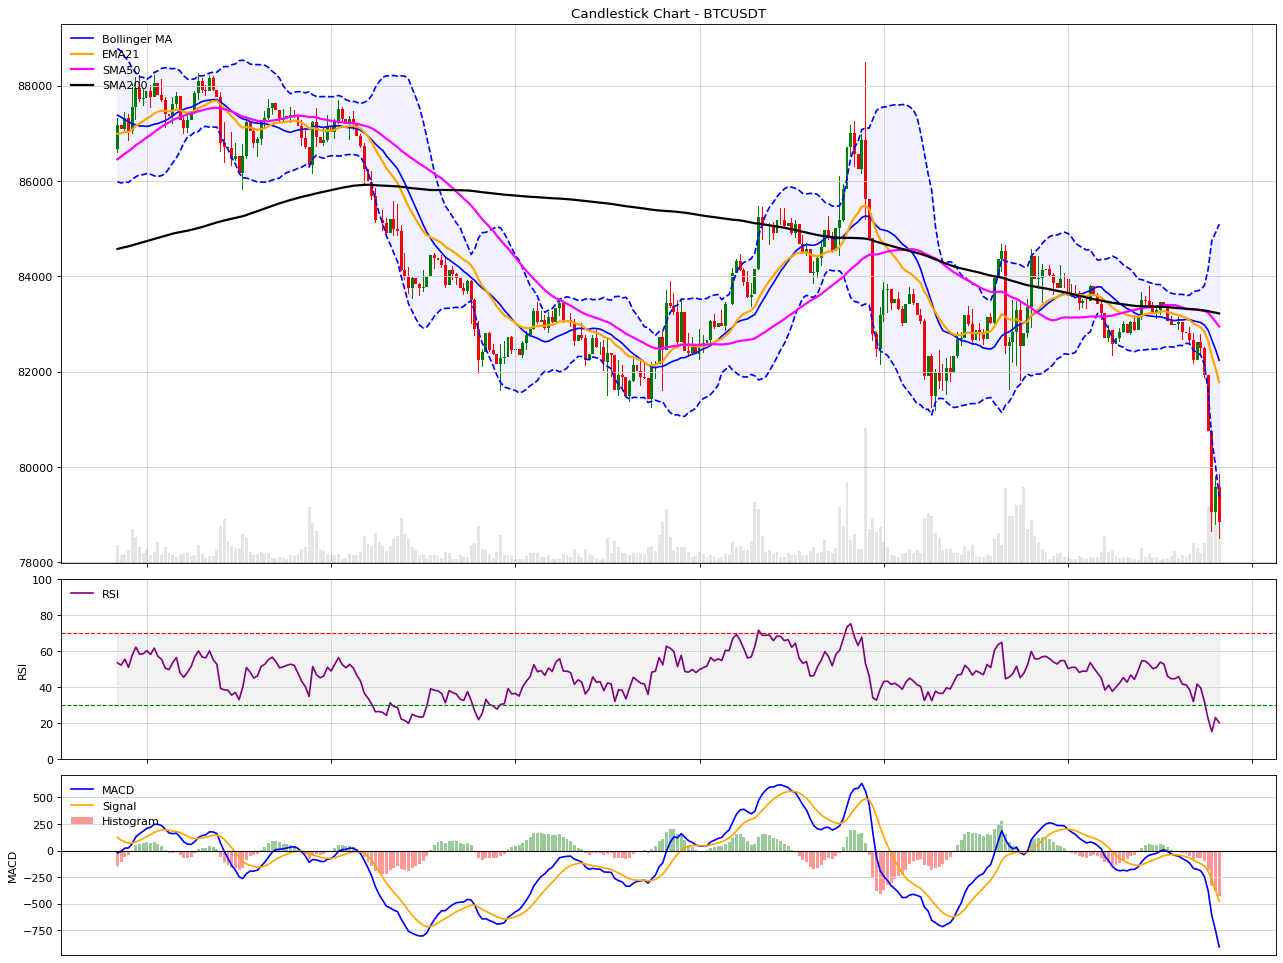 Candlestick Chart - BTCUSDT
Bollinger MA
EMA21
SMA50
SMA200
88000
86000
84000
82000
80000
78000
RSI
100
80
60
40
20
0
RSI
MACD
Signal
Histogram
500
250
0
−250
−500
−750
MACD